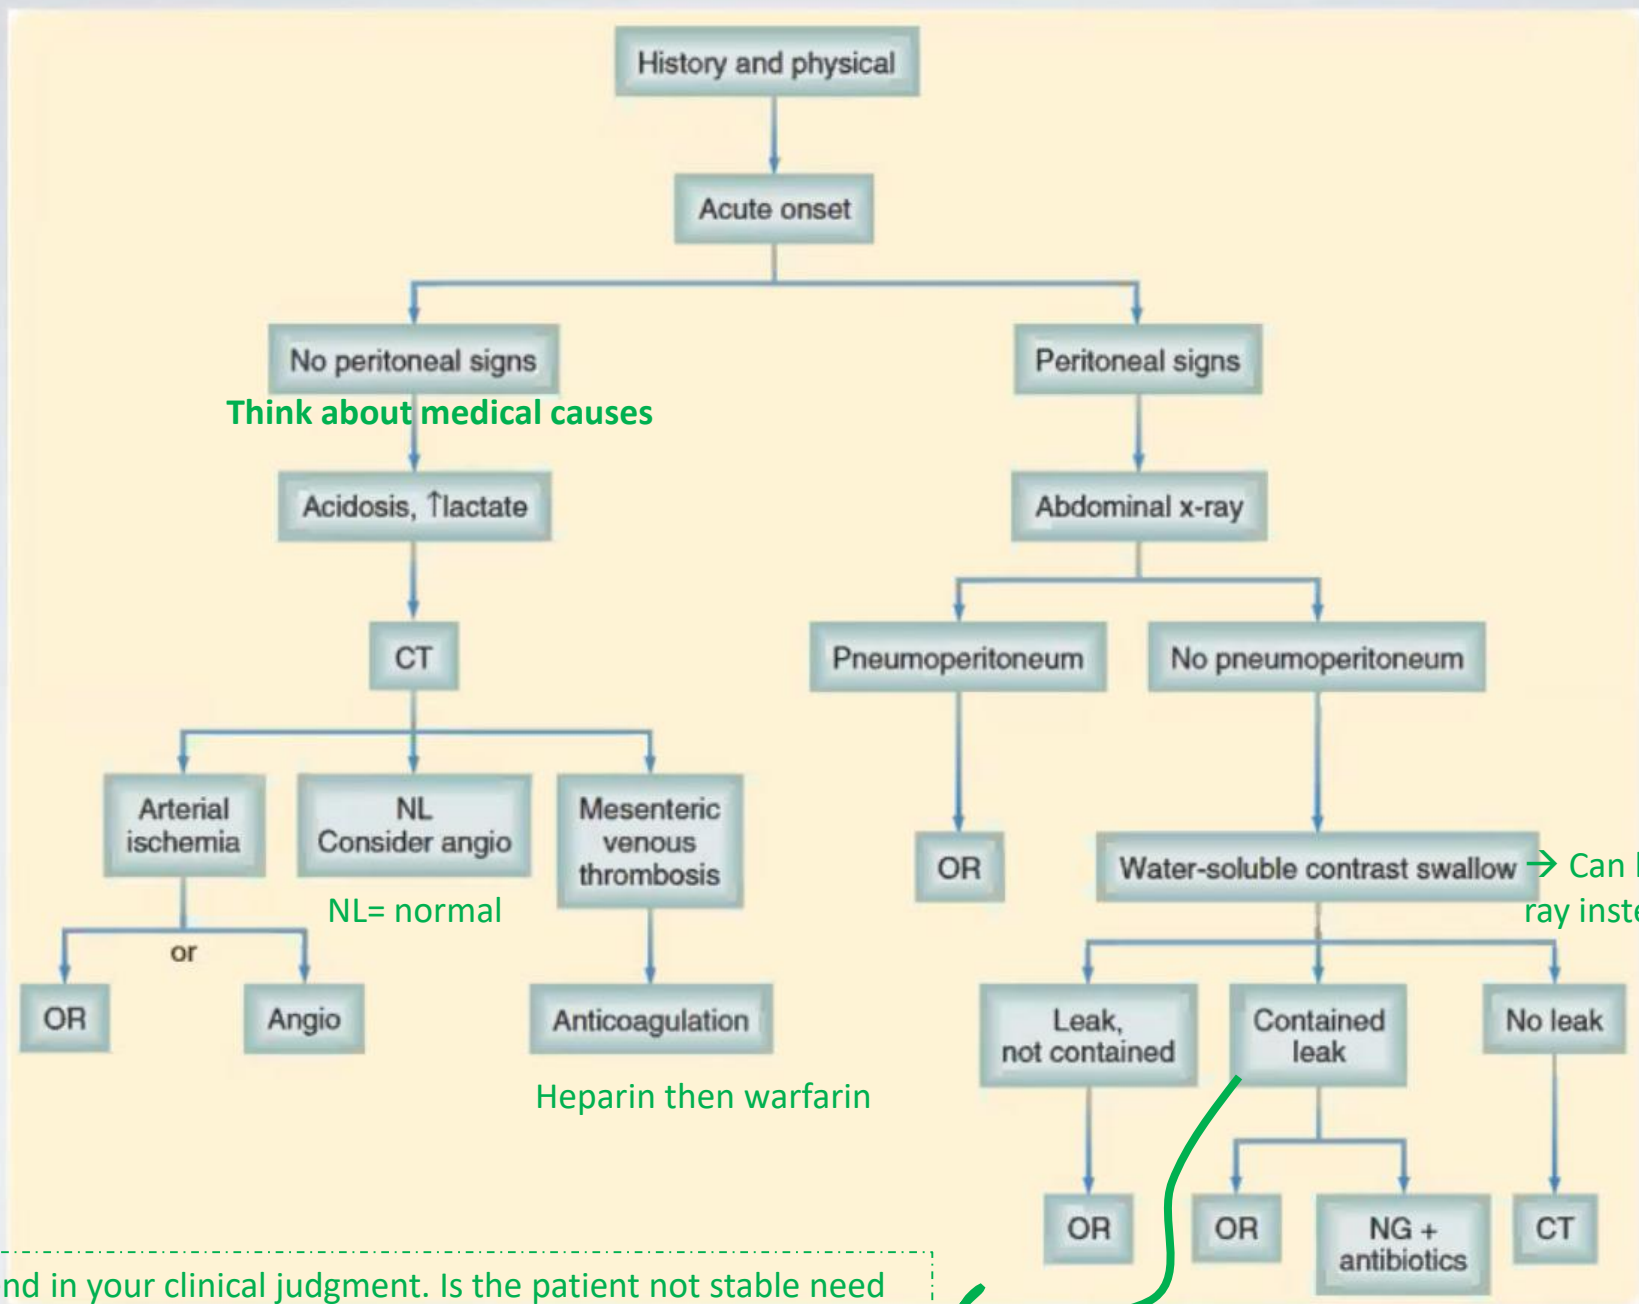 History and physical
Acute onset
No peritoneal signs
Peritoneal signs
Think about medical causes
Acidosis, ↑lactate
Abdominal x-ray
CT
Pneumoperitoneum
No pneumoperitoneum
Arterial
ischemia
NL
Consider angio
Mesenteric
venous
thrombosis
NL= normal
OR
Water-soluble contrast swallow
→ Can
ray
or
OR
Angio
Anticoagulation
Heparin then warfarin
Leak,
not contained
Contained
leak
No leak
OR
OR
NG +
antibiotics
CT
in your clinical judgment. Is the patient not stable need